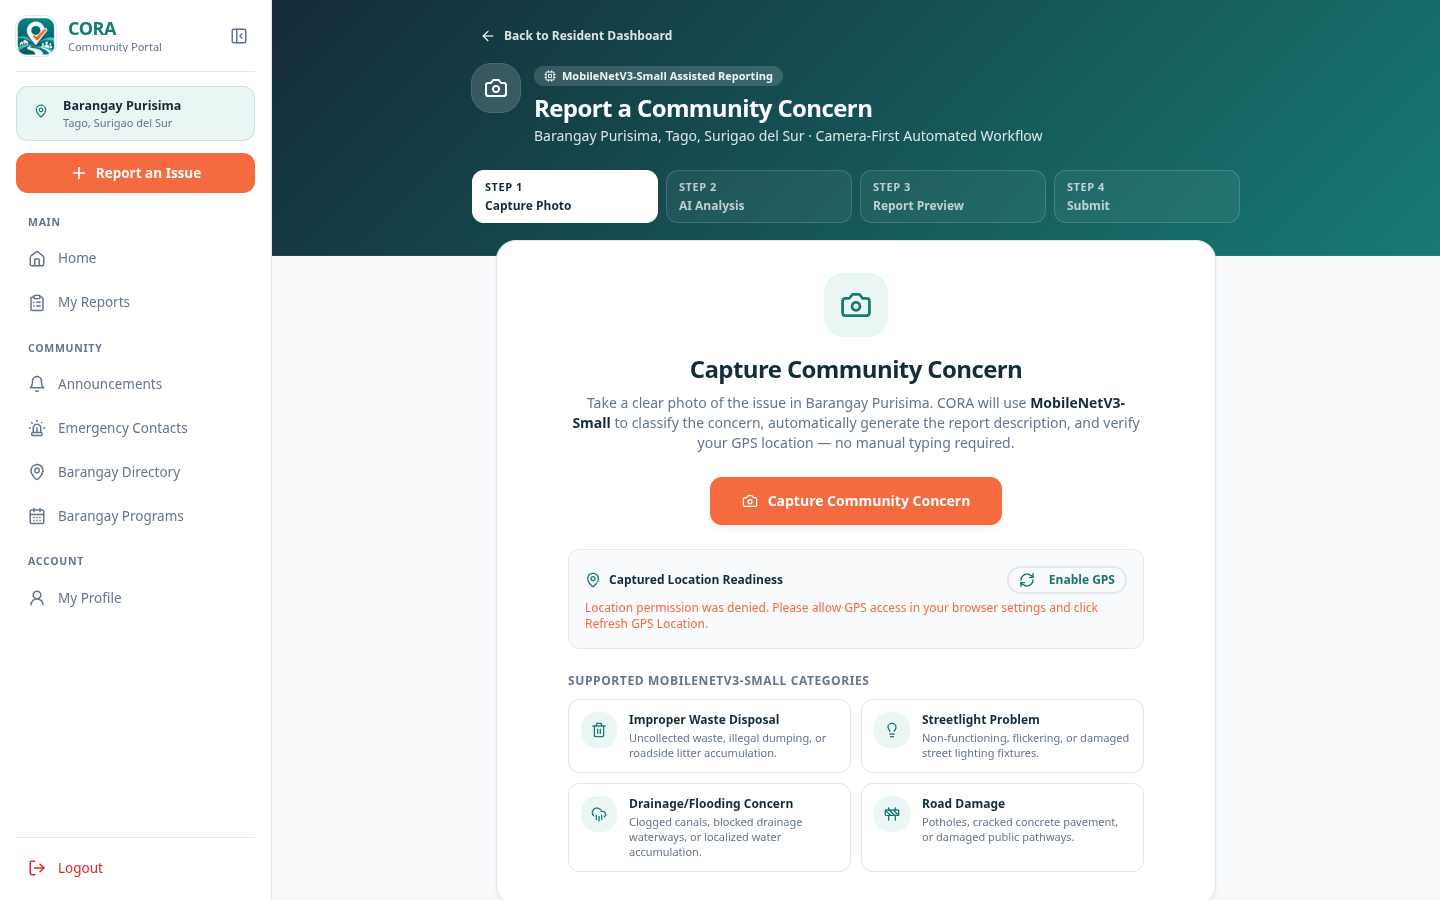 CORA
Community Portal
Barangay Purisima
Tago, Surigao del Sur
Report an Issue
MAIN
Home
My Reports
COMMUNITY
Announcements
Emergency Contacts
Barangay Directory
Barangay Programs
ACCOUNT
My Profile
Logout
Back to Resident Dashboard
MobileNetV3-Small Assisted Reporting
Report a Community Concern
Barangay Purisima, Tago, Surigao del Sur · Camera-First Automated Workflow
STEP 1
Capture Photo
STEP 2
AI Analysis
STEP 3
Report Preview
STEP 4
Submit
Capture Community Concern
Take a clear photo of the issue in Barangay Purisima. CORA will use MobileNetV3-
Small to classify the concern, automatically generate the report description, and verify
your GPS location — no manual typing required.
Capture Community Concern
Captured Location Readiness
Enable GPS
Location permission was denied. Please allow GPS access in your browser settings and click
Refresh GPS Location.
SUPPORTED MOBILENETV3-SMALL CATEGORIES
Improper Waste Disposal
Uncollected waste, illegal dumping, or
roadside litter accumulation.
Streetlight Problem
Non-functioning, flickering, or damaged
street lighting fixtures.
Drainage/Flooding Concern
Clogged canals, blocked drainage
waterways, or localized water
accumulation.
Road Damage
Potholes, cracked concrete pavement,
or damaged public pathways.